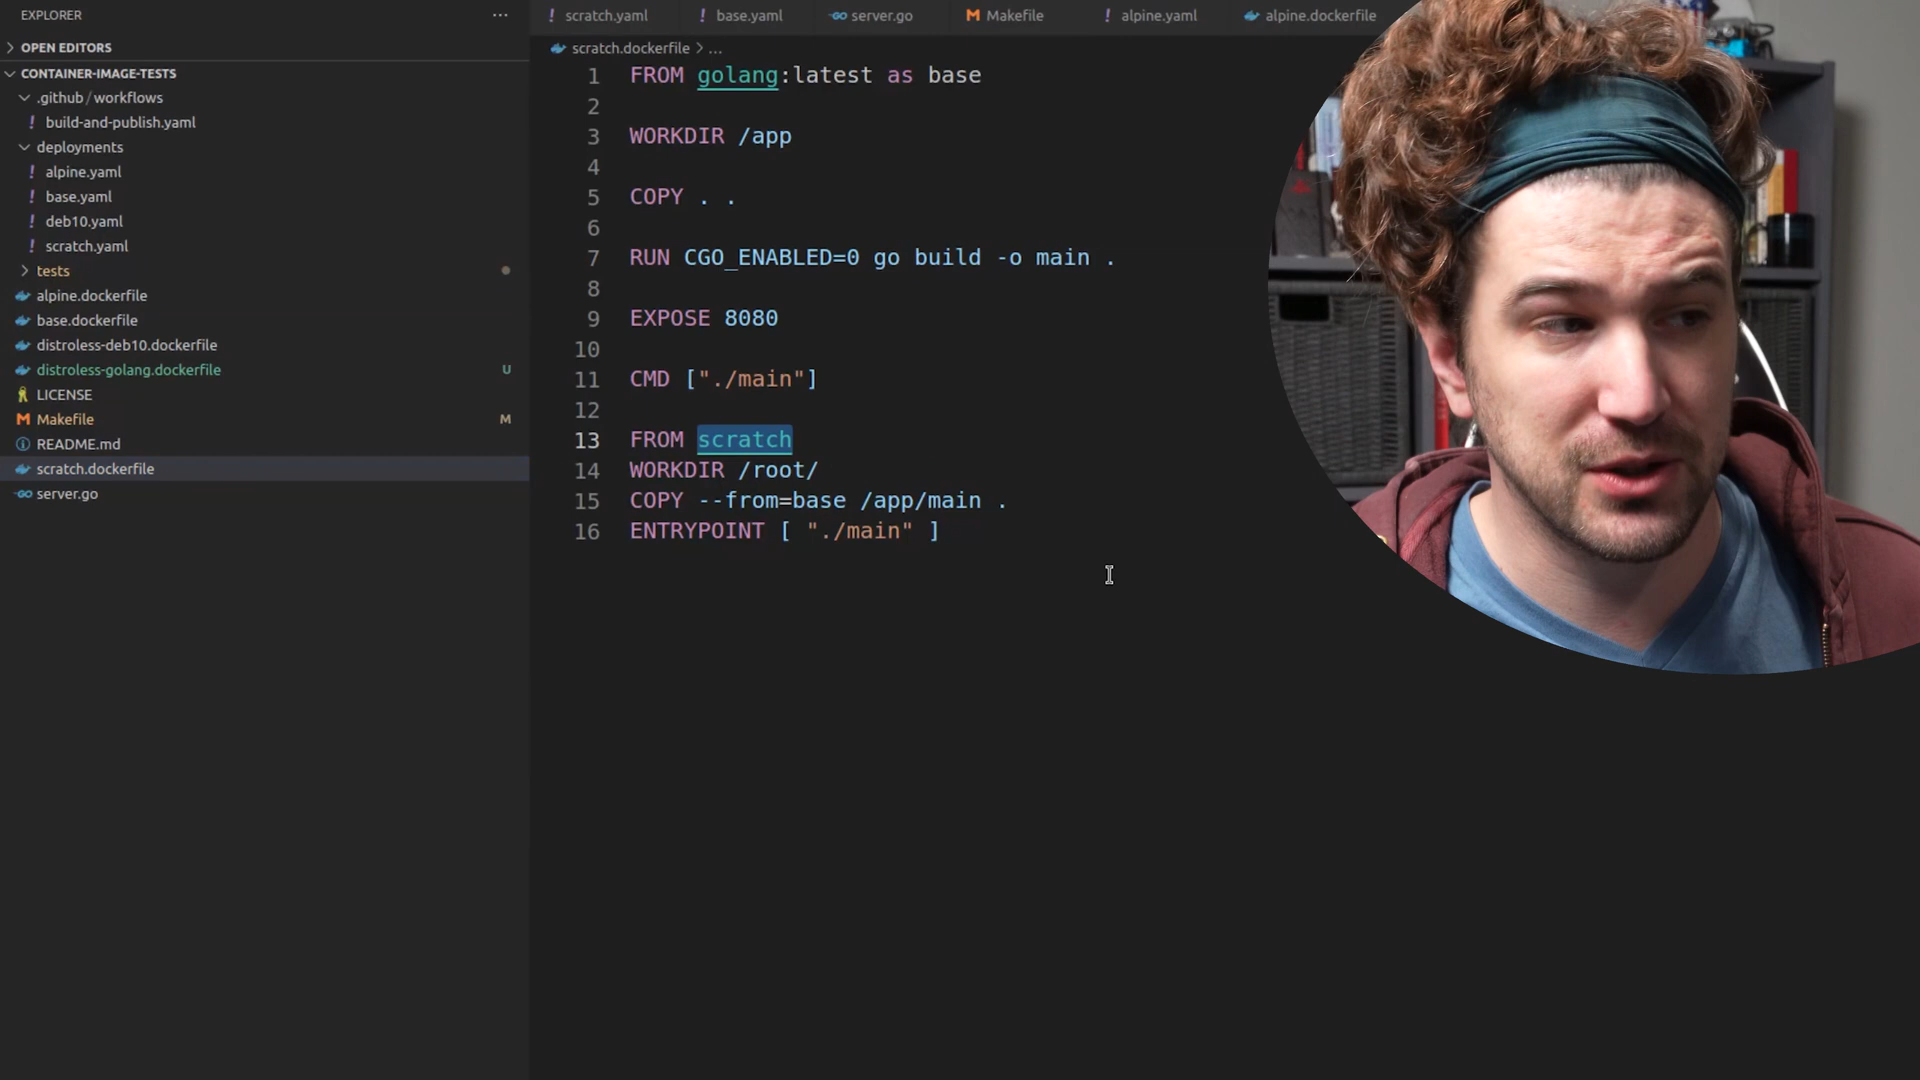 EXPLORER
OPEN EDITORS
CONTAINER-IMAGE-TESTS
.github/workflows
build-and-publish.yaml
deployments
alpine.yaml
base.yaml
deb10.yaml
scratch.yaml
tests
alpine.dockerfile
base.dockerfile
distroless-deb10.dockerfile
distroless-golang.dockerfile U
LICENSE
Makefile M
README.md
scratch.dockerfile
server.go
scratch.yaml base.yaml server.go Makefile alpine.yaml alpine.dockerfile
scratch.dockerfile > ...
1 FROM golang:latest as base
2
3 WORKDIR /app
4
5 COPY . .
6
7 RUN CGO_ENABLED=0 go build -o main .
8
9 EXPOSE 8080
10
11 CMD ["./main"]
12
13 FROM scratch
14 WORKDIR /root/
15 COPY --from=base /app/main .
16 ENTRYPOINT [ "./main" ]